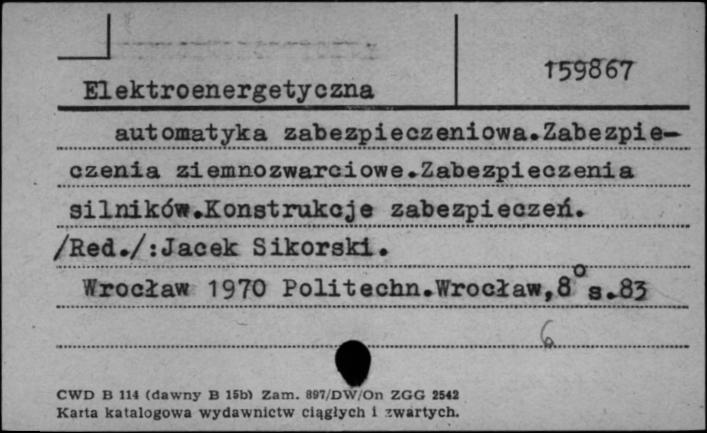 159867
Elektroenergetyczna
automatyka zabezpieczeniowa.Zabezpie-
czenia ziemnozwarciowe.Zabezpieczenia
silników.Konstrukcje zabezpieczeń.
/Red./:Jacek Sikorski.
Wrocław 1970 Politechn.Wrocław,8° s.83
6
CWD B 114 (dawny B 15b) Zam. 897/DW/On ZGG 2542
Karta katalogowa wydawnictw ciągłych i zwartych.